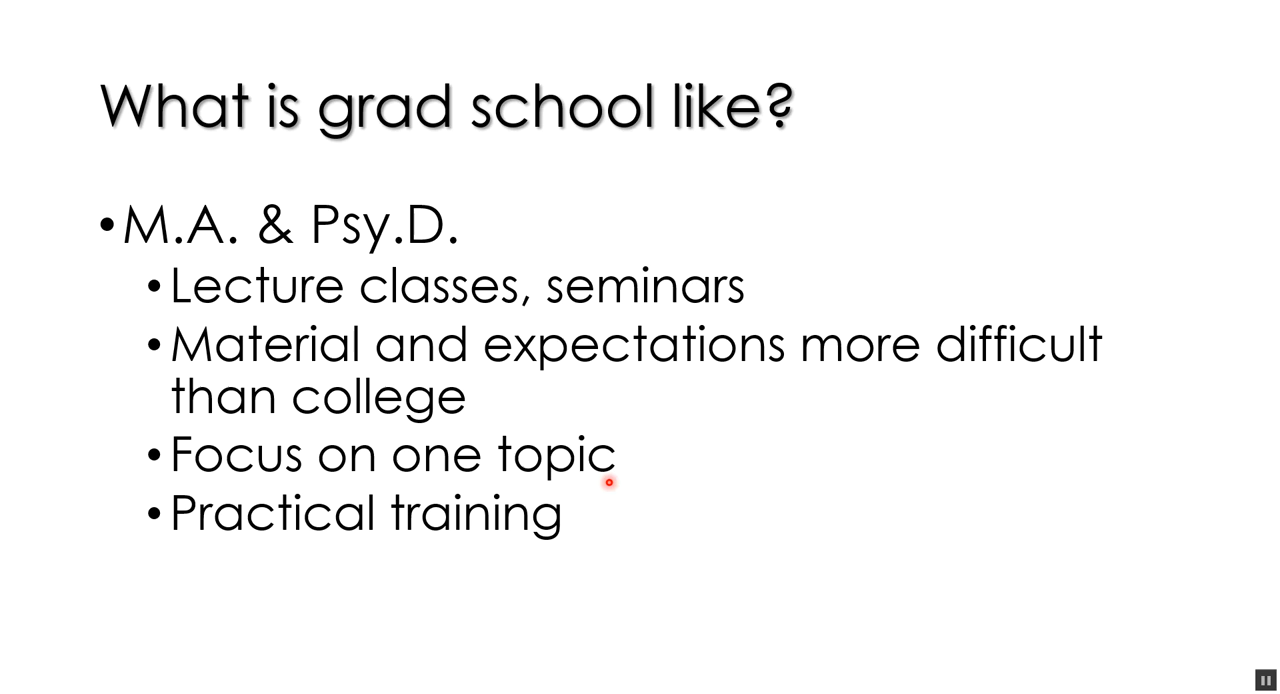 What is grad school like?
•M.A. & Psy.D.
•Lecture classes, seminars
•Material and expectations more difficult
than college
•Focus on one topic
•Practical training